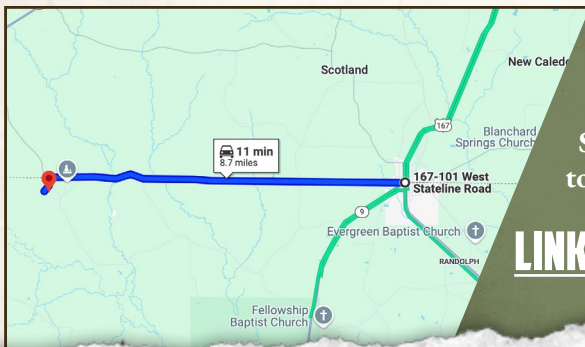 Scotland
New Caled
167
Blanchard
Springs Church
11 min
8.7 miles
167-101 West
Stateline Road
9
Evergreen Baptist Church
RANDOLPH
Fellowship
Baptist Church
S
to
LINK